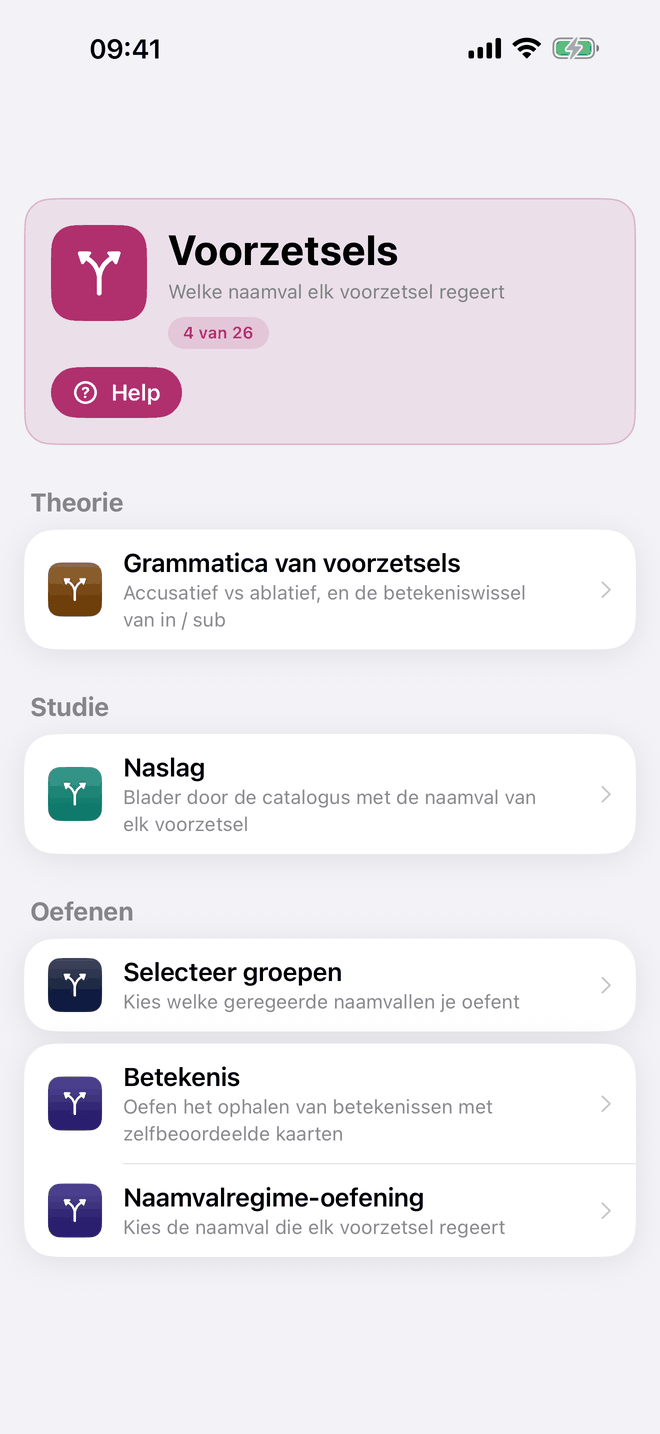 09:41
Voorzetsels
Welke naamval elk voorzetsel regeert
4 van 26
Help
Theorie
Grammatica van voorzetsels
Accusatief vs ablatief, en de betekeniswissel
van in / sub
Studie
Naslag
Blader door de catalogus met de naamval van
elk voorzetsel
Oefenen
Selecteer groepen
Kies welke geregeerde naamvallen je oefent
Betekenis
Oefen het ophalen van betekenissen met
zelfbeoordeelde kaarten
Naamvalregime-oefening
Kies de naamval die elk voorzetsel regeert